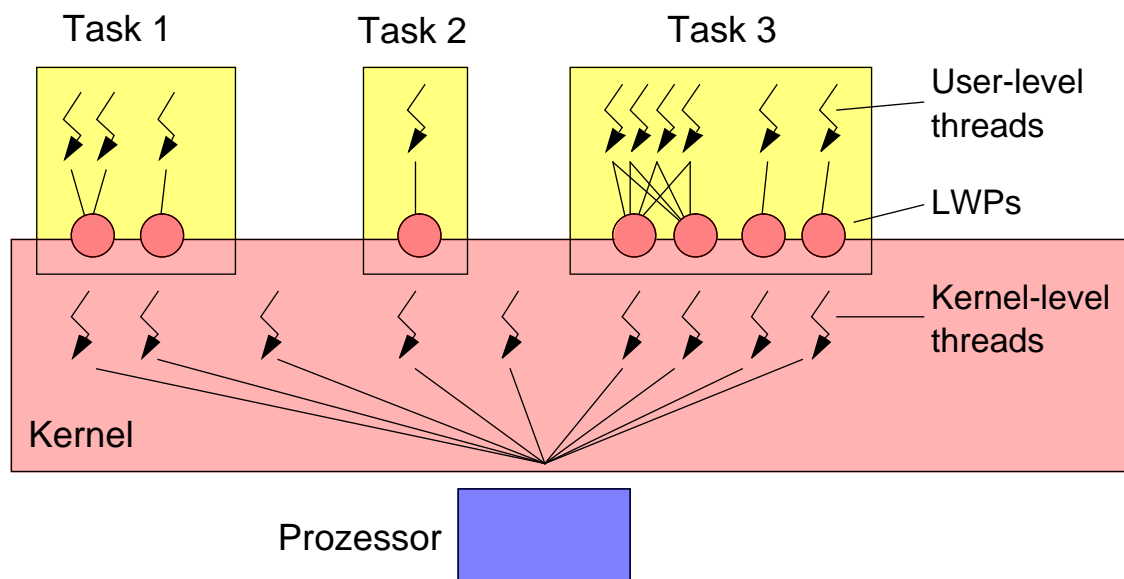 Task 1
Task 2
Task 3
User-level
threads
LWPs
Kernel-level
threads
Kernel
Prozessor